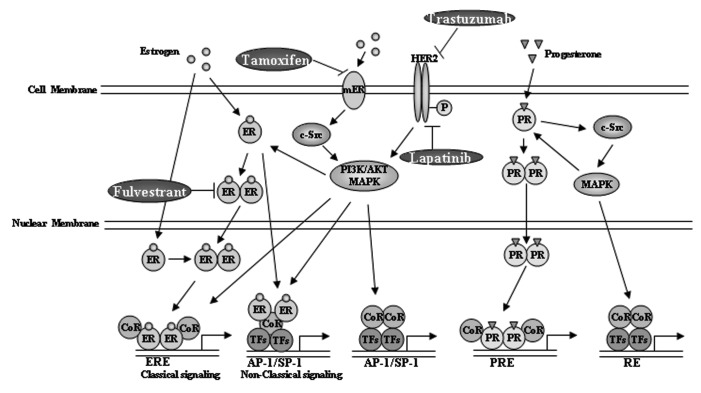 Trastuzumab
Estrogen
Tamoxifen
HER2
Progesterone
Cell Membrane
mER
P
PR
c-Src
c-Src
ER
Lapatinib
PI3K/AKT
MAPK
PR PR
MAPK
Fulvestrant
ER ER
Nuclear Membrane
ER
ER ER
PR PR
ER ER
CoR
CoR CoR
CoR CoR
CoR ER ER CoR
TFs TFs
TFs TFs
CoR PR PR CoR
TFs TFs
ERE
AP-1/SP-1
AP-1/SP-1
PRE
RE
Classical signaling
Non-Classical signaling